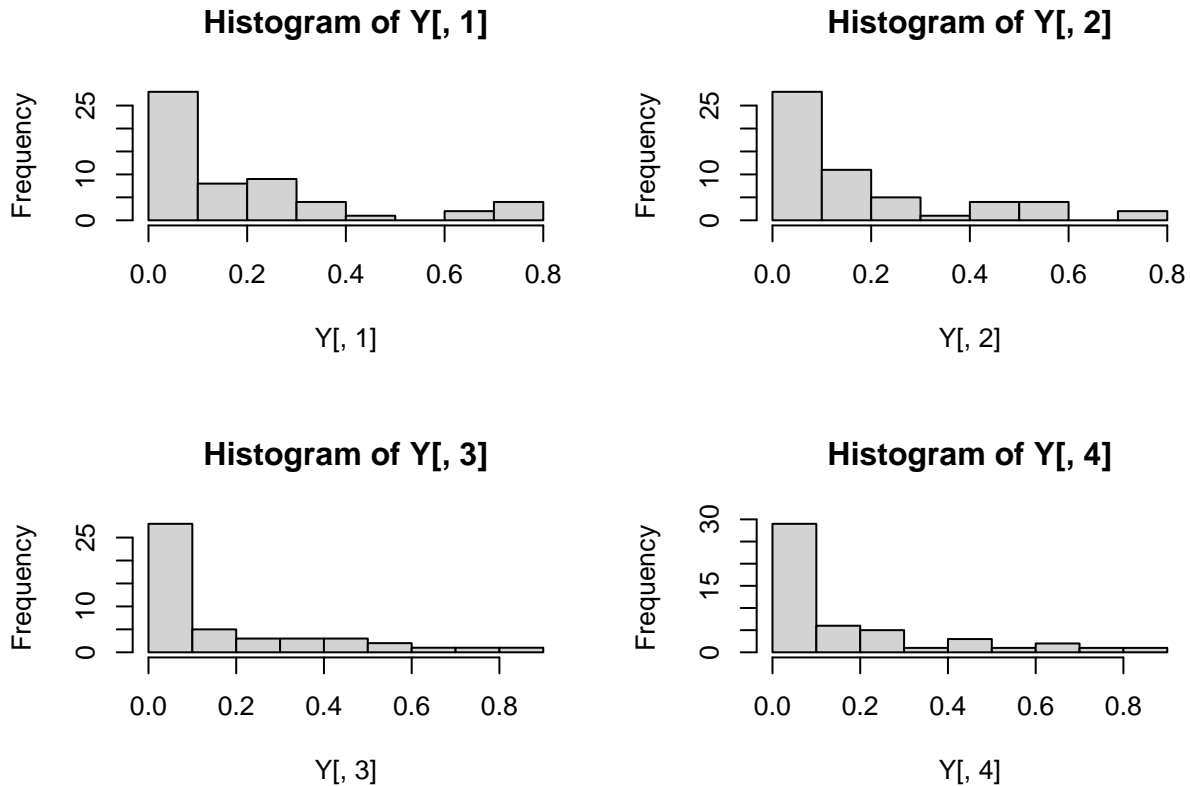 Histogram of Y[, 1]
Frequency
0 10 25
0.0 0.2 0.4 0.6 0.8
Y[, 1]
Histogram of Y[, 2]
Frequency
0 10 25
0.0 0.2 0.4 0.6 0.8
Y[, 2]
Histogram of Y[, 3]
Frequency
0 10 25
0.0 0.2 0.4 0.6 0.8
Y[, 3]
Histogram of Y[, 4]
Frequency
0 15 30
0.0 0.2 0.4 0.6 0.8
Y[, 4]